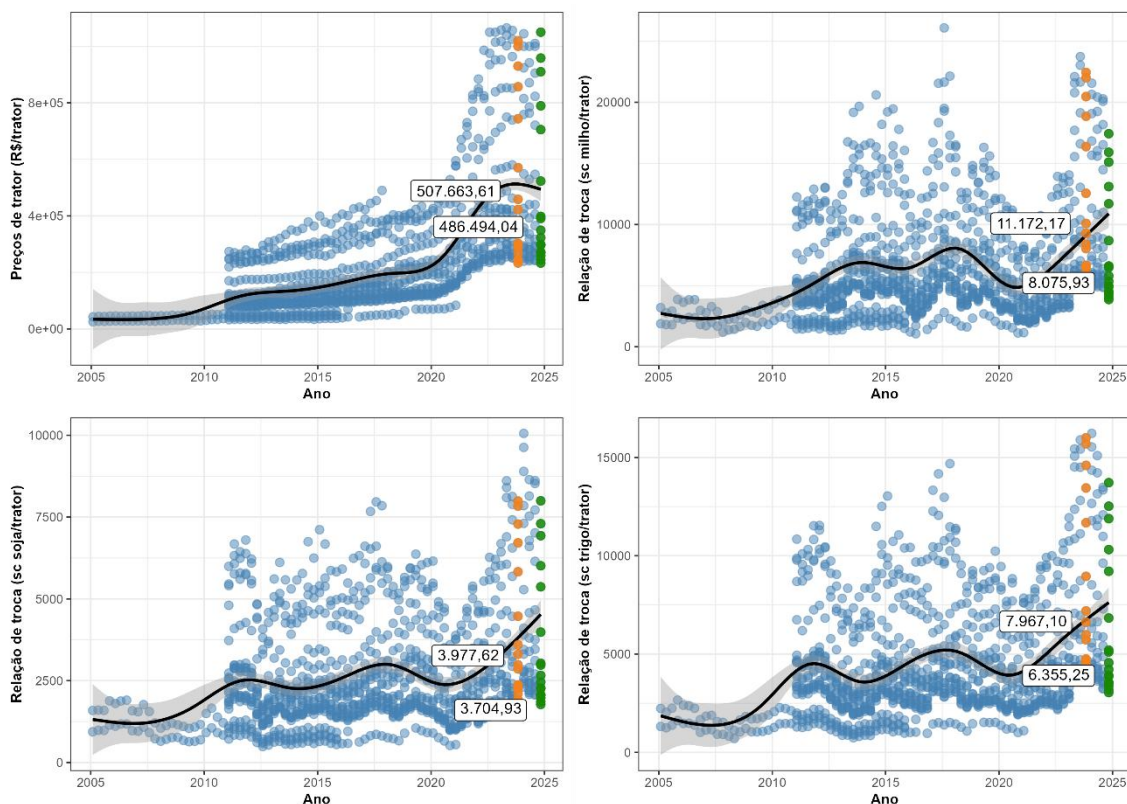 Preços de trator (R$/trator)
8e+05
4e+05
0e+00
507.663,61
486.494,04
2005 2010 2015 2020 2025
Ano
Relação de troca (sc milho/trator)
20000
10000
0
11.172,17
8.075,93
2005 2010 2015 2020 2025
Ano
Relação de troca (sc soja/trator)
10000
7500
5000
2500
0
3.977,62
3.704,93
2005 2010 2015 2020 2025
Ano
Relação de troca (sc trigo/trator)
15000
10000
5000
0
7.967,10
6.355,25
2005 2010 2015 2020 2025
Ano